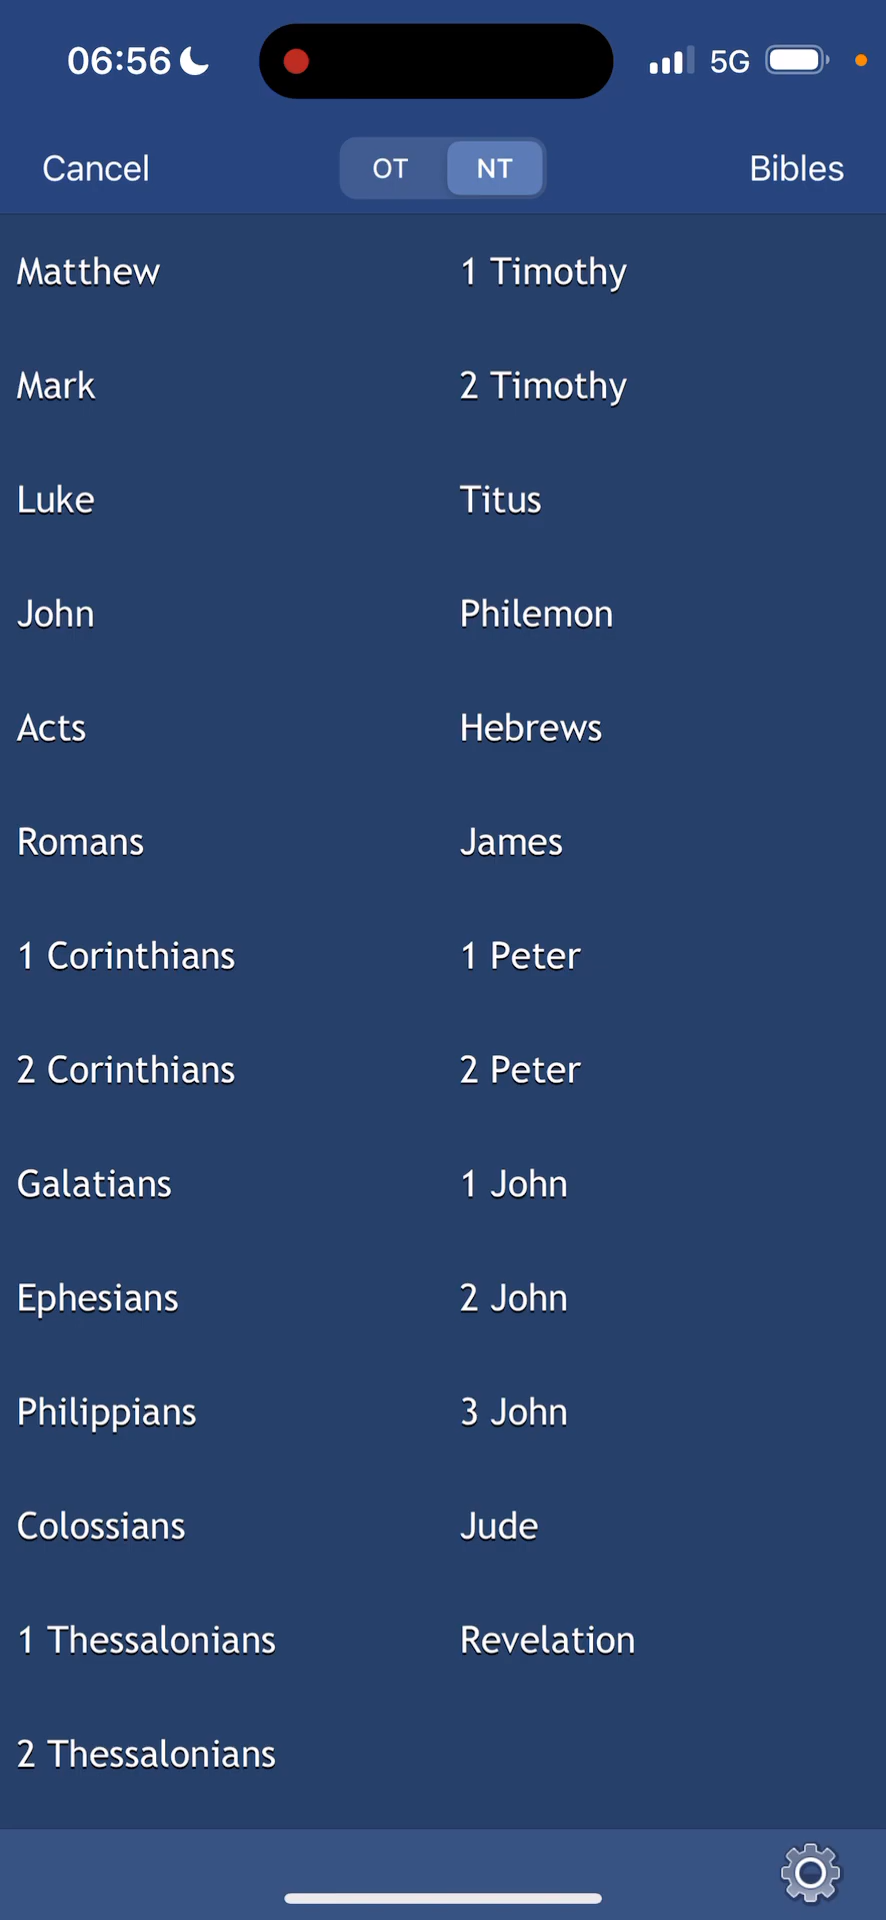 06:56
5G
Cancel
OT
NT
Bibles
Matthew
Mark
Luke
John
Acts
Romans
1 Corinthians
2 Corinthians
Galatians
Ephesians
Philippians
Colossians
1 Thessalonians
2 Thessalonians
1 Timothy
2 Timothy
Titus
Philemon
Hebrews
James
1 Peter
2 Peter
1 John
2 John
3 John
Jude
Revelation